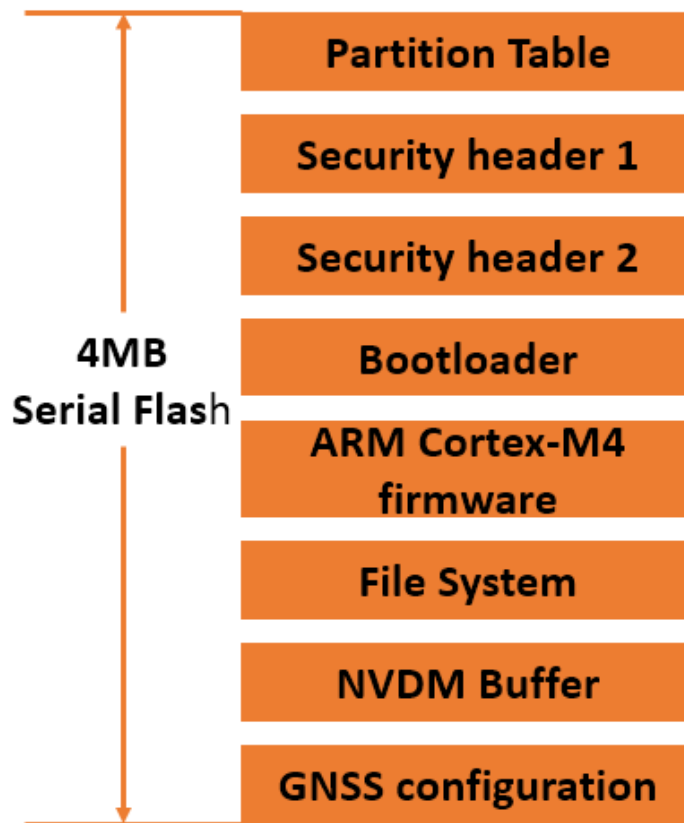 Partition Table
Security header 1
Security header 2
4MB
Serial Flash
Bootloader
ARM Cortex-M4
firmware
File System
NVDM Buffer
GNSS configuration